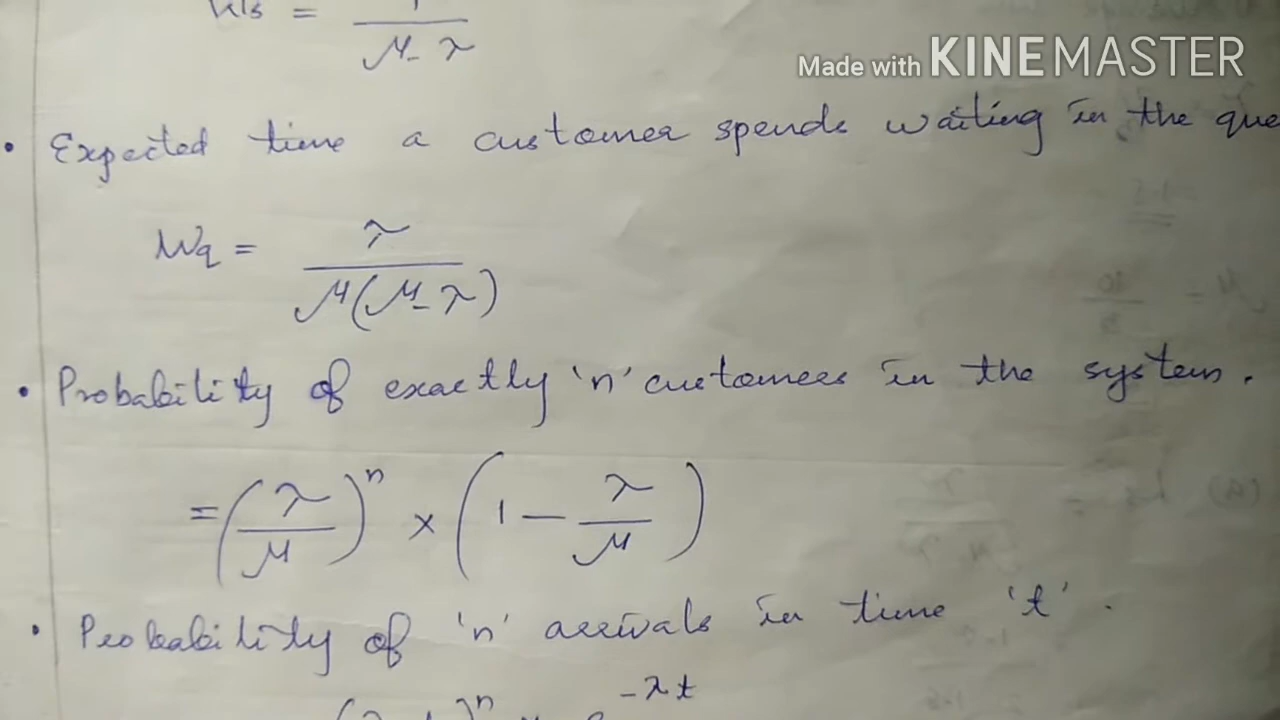 Ws = 1 / μ - λ
Made with KINEMASTER
• Expected time a customer spends waiting in the que
Wq = λ / μ(μ - λ)
• Probability of exactly 'n' customers in the system.
= (λ / μ)^n × (1 - λ / μ)
• Probability of 'n' arrivals in time 't'.
(λt)^n × e^-λt